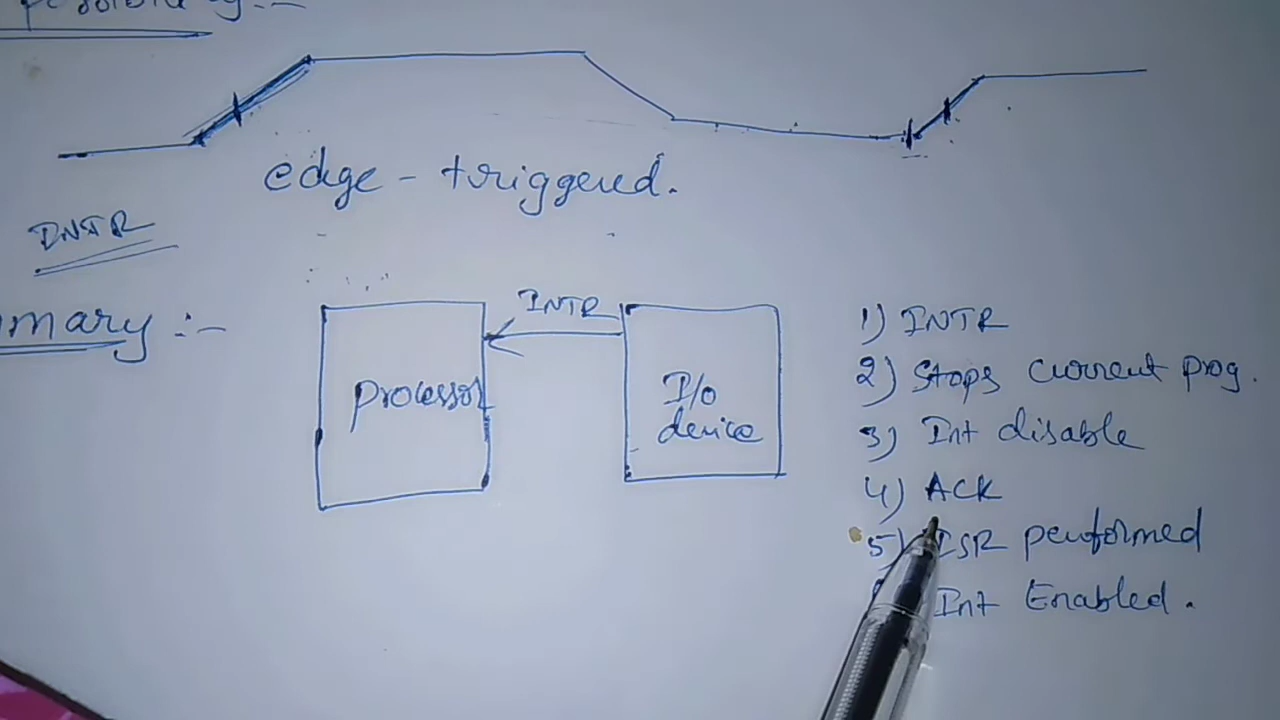 edge - triggered.
INTR
mmary :-
INTR
Processor
I/o
device
1) INTR
2) Stops current prog.
3) Int disable
4) ACK
5) ISR performed
Int Enabled.